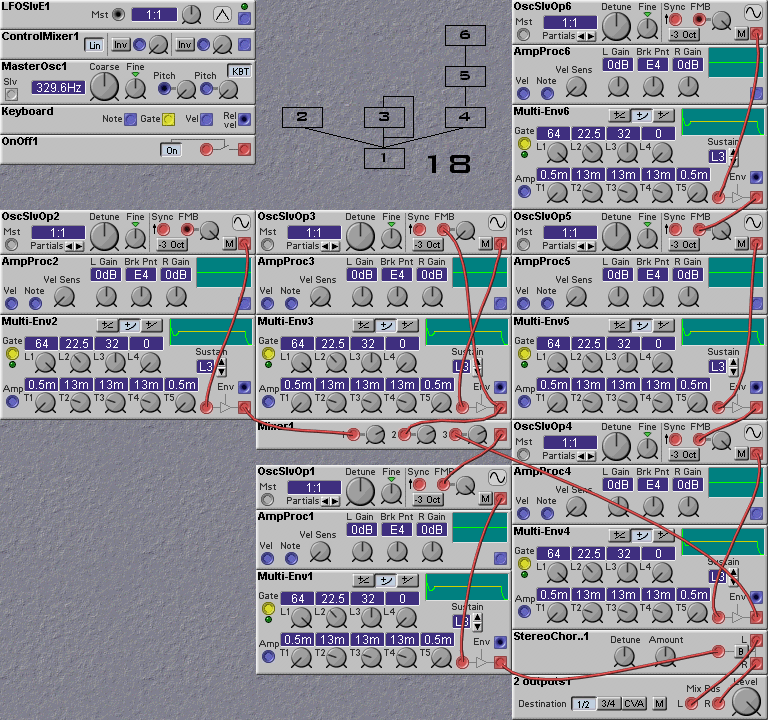 LFOSlvE1
Mst 1:1
ControlMixer1
Lin Inv Inv
MasterOsc1
Coarse Fine Pitch Pitch KBT
Slv 329.6Hz
Keyboard
Note Gate Vel Rel vel
OnOff1
On
6
5
2 3 4
1
18
OscSlvOp6
Detune Fine Sync FMB
Mst 1:1
Partials -3 Oct M
AmpProc6
L Gain Brk Pnt R Gain
0dB E4 0dB
Vel Note Vel Sens
Multi-Env6
Gate 64 22.5 32 0
L1 L2 L3 L4
Sustain
L3
0.5m 13m 13m 13m 0.5m Env
Amp T1 T2 T3 T4 T5
OscSlvOp2
Detune Fine Sync FMB
Mst 1:1
Partials -3 Oct M
AmpProc2
L Gain Brk Pnt R Gain
0dB E4 0dB
Vel Note Vel Sens
Multi-Env2
Gate 64 22.5 32 0
L1 L2 L3 L4
Sustain
L3
0.5m 13m 13m 13m 0.5m Env
Amp T1 T2 T3 T4 T5
OscSlvOp3
Detune Fine Sync FMB
Mst 1:1
Partials -3 Oct M
AmpProc3
L Gain Brk Pnt R Gain
0dB E4 0dB
Vel Note Vel Sens
Multi-Env3
Gate 64 22.5 32 0
L1 L2 L3 L4
Sustain
L3
0.5m 13m 13m 13m 0.5m Env
Amp T1 T2 T3 T4 T5
OscSlvOp5
Detune Fine Sync FMB
Mst 1:1
Partials -3 Oct M
AmpProc5
L Gain Brk Pnt R Gain
0dB E4 0dB
Vel Note Vel Sens
Multi-Env5
Gate 64 22.5 32 0
L1 L2 L3 L4
Sustain
L3
0.5m 13m 13m 13m 0.5m Env
Amp T1 T2 T3 T4 T5
Mixer1
1 2 3
OscSlvOp1
Detune Fine Sync FMB
Mst 1:1
Partials -3 Oct M
AmpProc1
L Gain Brk Pnt R Gain
0dB E4 0dB
Vel Note Vel Sens
Multi-Env1
Gate 64 22.5 32 0
L1 L2 L3 L4
Sustain
L3
0.5m 13m 13m 13m 0.5m Env
Amp T1 T2 T3 T4 T5
OscSlvOp4
Detune Fine Sync FMB
Mst 1:1
Partials -3 Oct M
AmpProc4
L Gain Brk Pnt R Gain
0dB E4 0dB
Vel Note Vel Sens
Multi-Env4
Gate 64 22.5 32 0
L1 L2 L3 L4
Sustain
L3
0.5m 13m 13m 13m 0.5m Env
Amp T1 T2 T3 T4 T5
StereoChor..1
Detune Amount B L R
2 outputs1
Mix Bus Level
Destination 1/2 3/4 CVA M L R